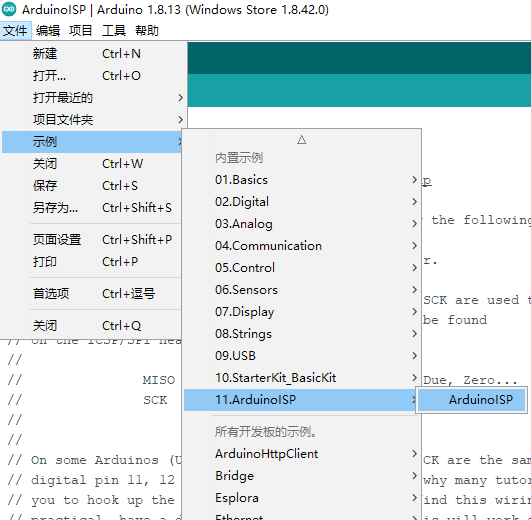 ArduinoISP | Arduino 1.8.13 (Windows Store 1.8.42.0)
文件 编辑 项目 工具 帮助
新建 Ctrl+N
打开... Ctrl+O
打开最近的
项目文件夹
示例
关闭 Ctrl+W
保存 Ctrl+S
另存为... Ctrl+Shift+S
页面设置 Ctrl+Shift+P
打印 Ctrl+P
首选项 Ctrl+逗号
关闭 Ctrl+Q
内置示例
01.Basics
02.Digital
03.Analog
04.Communication
05.Control
06.Sensors
07.Display
08.Strings
09.USB
10.StarterKit_BasicKit
11.ArduinoISP
所有开发板的示例。
ArduinoHttpClient
Bridge
Esplora
Ethernet
ArduinoISP
p
the following
r.
SCK are used t
be found
// on the ICSP/SPI hea
//
// MISO Due, Zero...
// SCK
//
//
// On some Arduinos (U CK are the sam
// digital pin 11, 12 why many tutor
// you to hook up the ind this wirin
// practical, have a